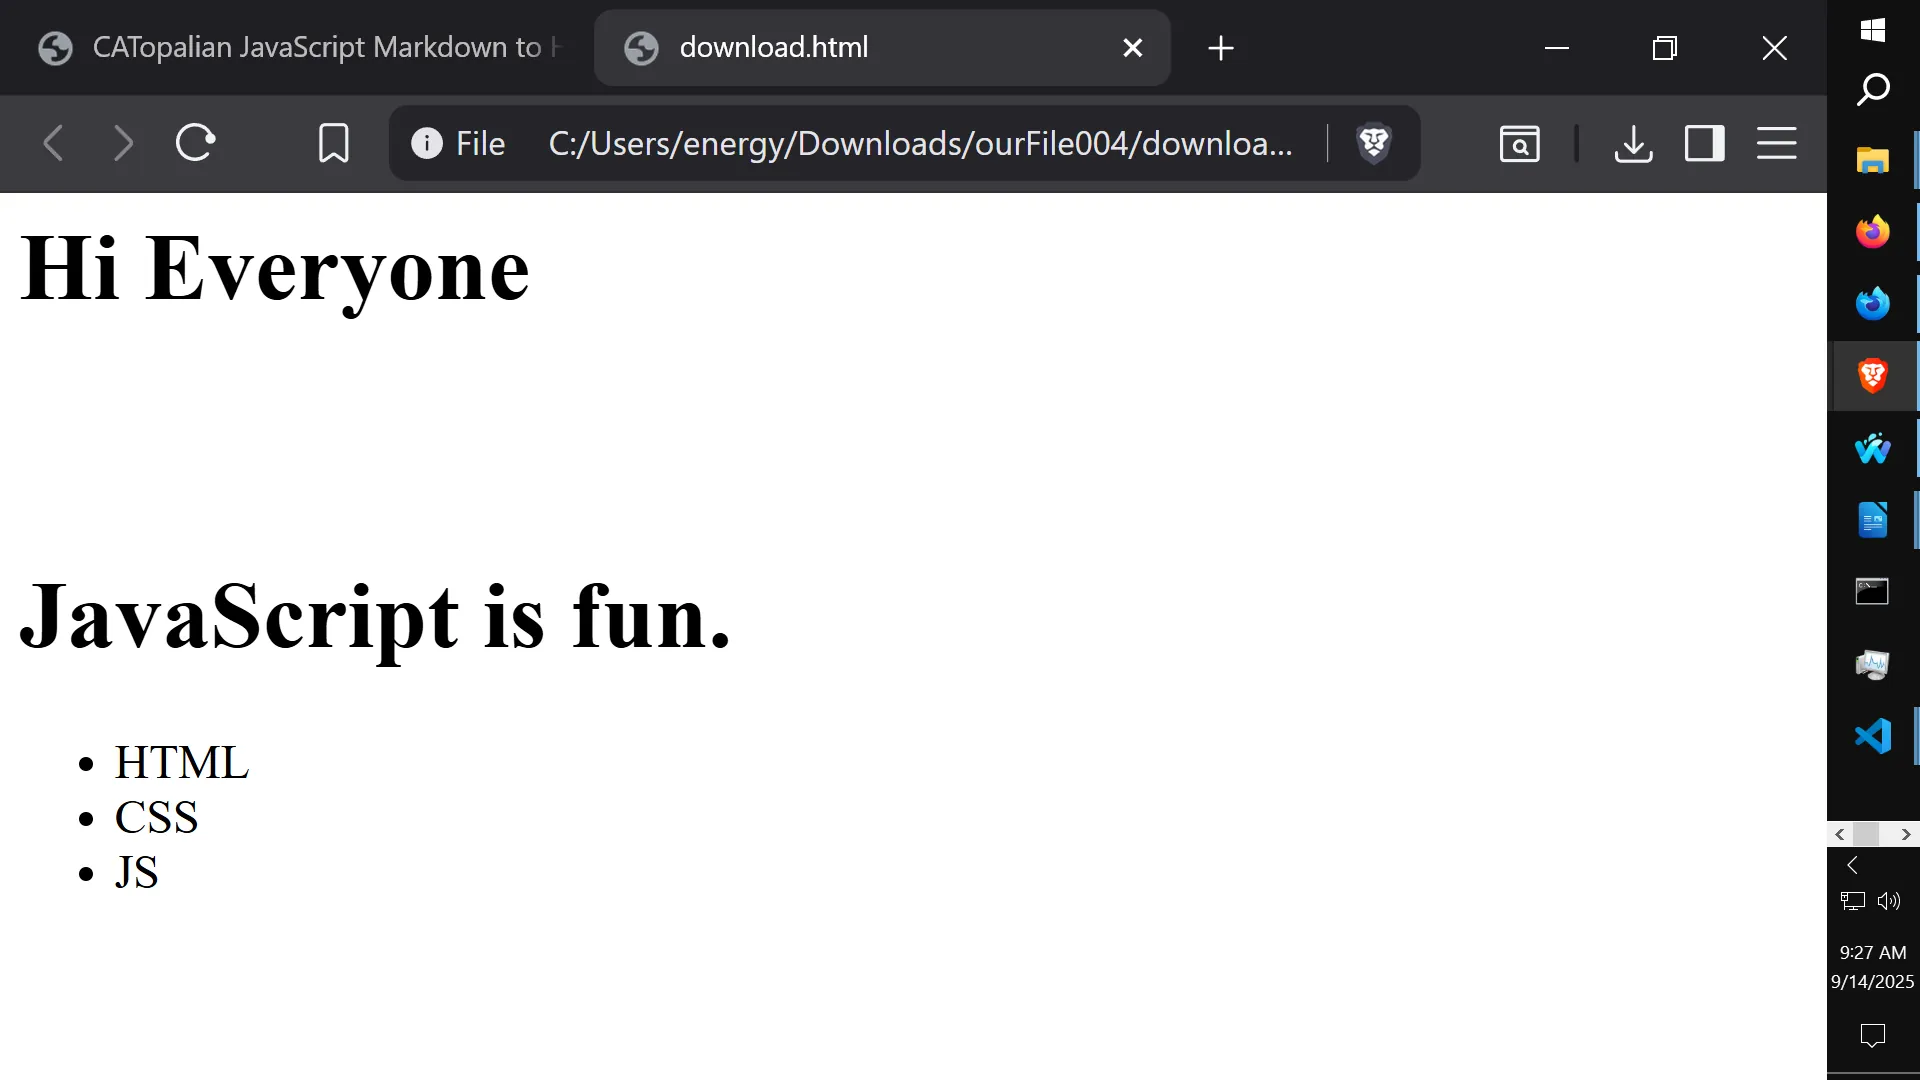 CATopalian JavaScript Markdown to H
download.html
File C:/Users/energy/Downloads/ourFile004/downloa...
Hi Everyone
JavaScript is fun.
• HTML
• CSS
• JS
9:27 AM
9/14/2025